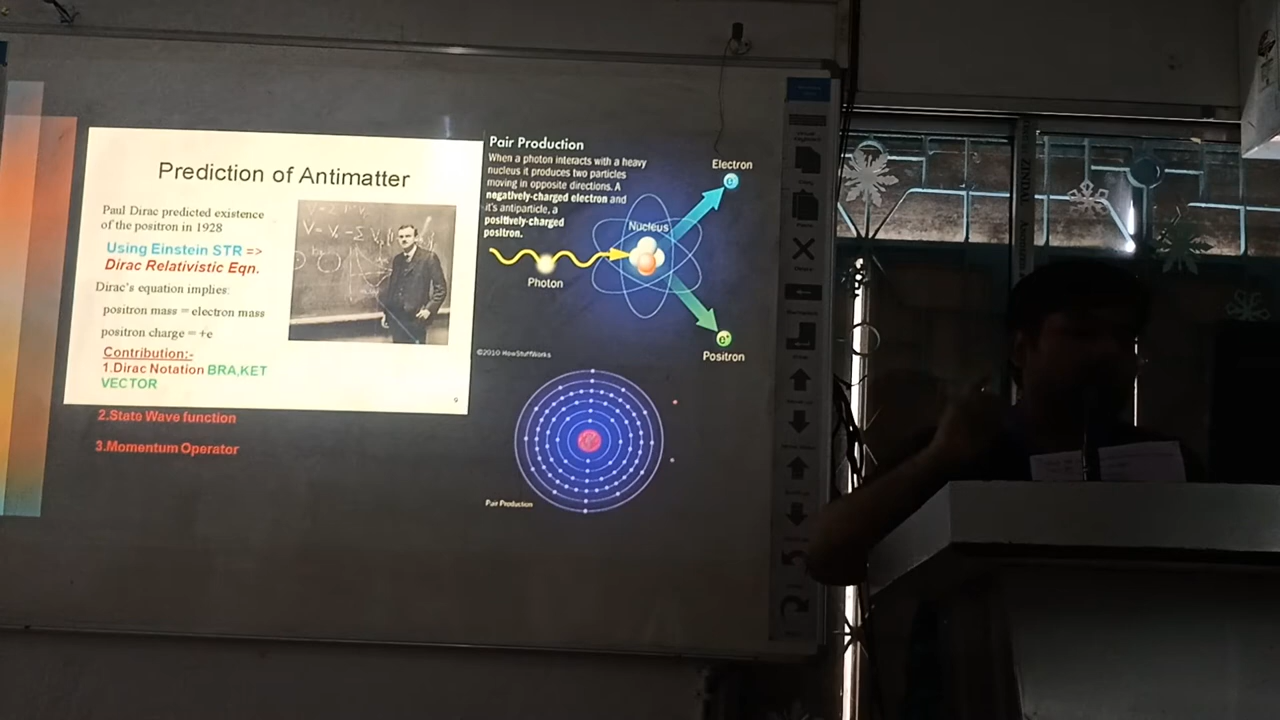 Prediction of Antimatter
Paul Dirac predicted existence
of the positron in 1928
Using Einstein STR =>
Dirac Relativistic Eqn.
Dirac's equation implies:
positron mass = electron mass
positron charge = +e
Contribution:-
1.Dirac Notation BRA,KET
VECTOR
9
2.State Wave function
3.Momentum Operator
Pair Production
When a photon interacts with a heavy
nucleus it produces two particles
moving in opposite directions. A
negatively-charged electron and
it's antiparticle, a
positively-charged
positron.
Electron
e-
Nucleus
Photon
e+
Positron
©2010 HowStuffWorks
Pair Production